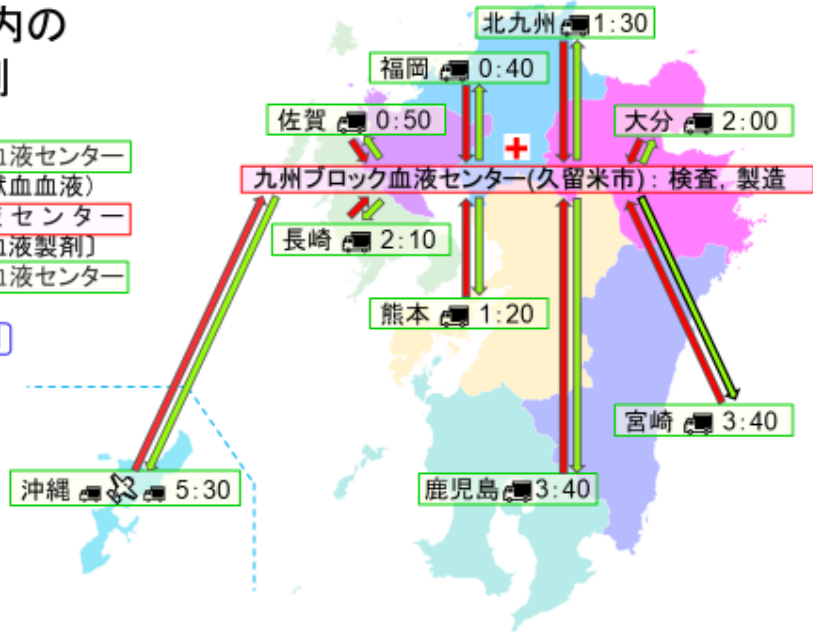 内の
北九州 1:30
福岡 0:40
佐賀 0:50
大分 2:00
血液センター
献血血液)
九州ブロック血液センター(久留米市): 検査, 製造
センター
血液製剤]
長崎 2:10
血液センター
熊本 1:20
宮崎 3:40
沖縄 5:30
鹿児島 3:40